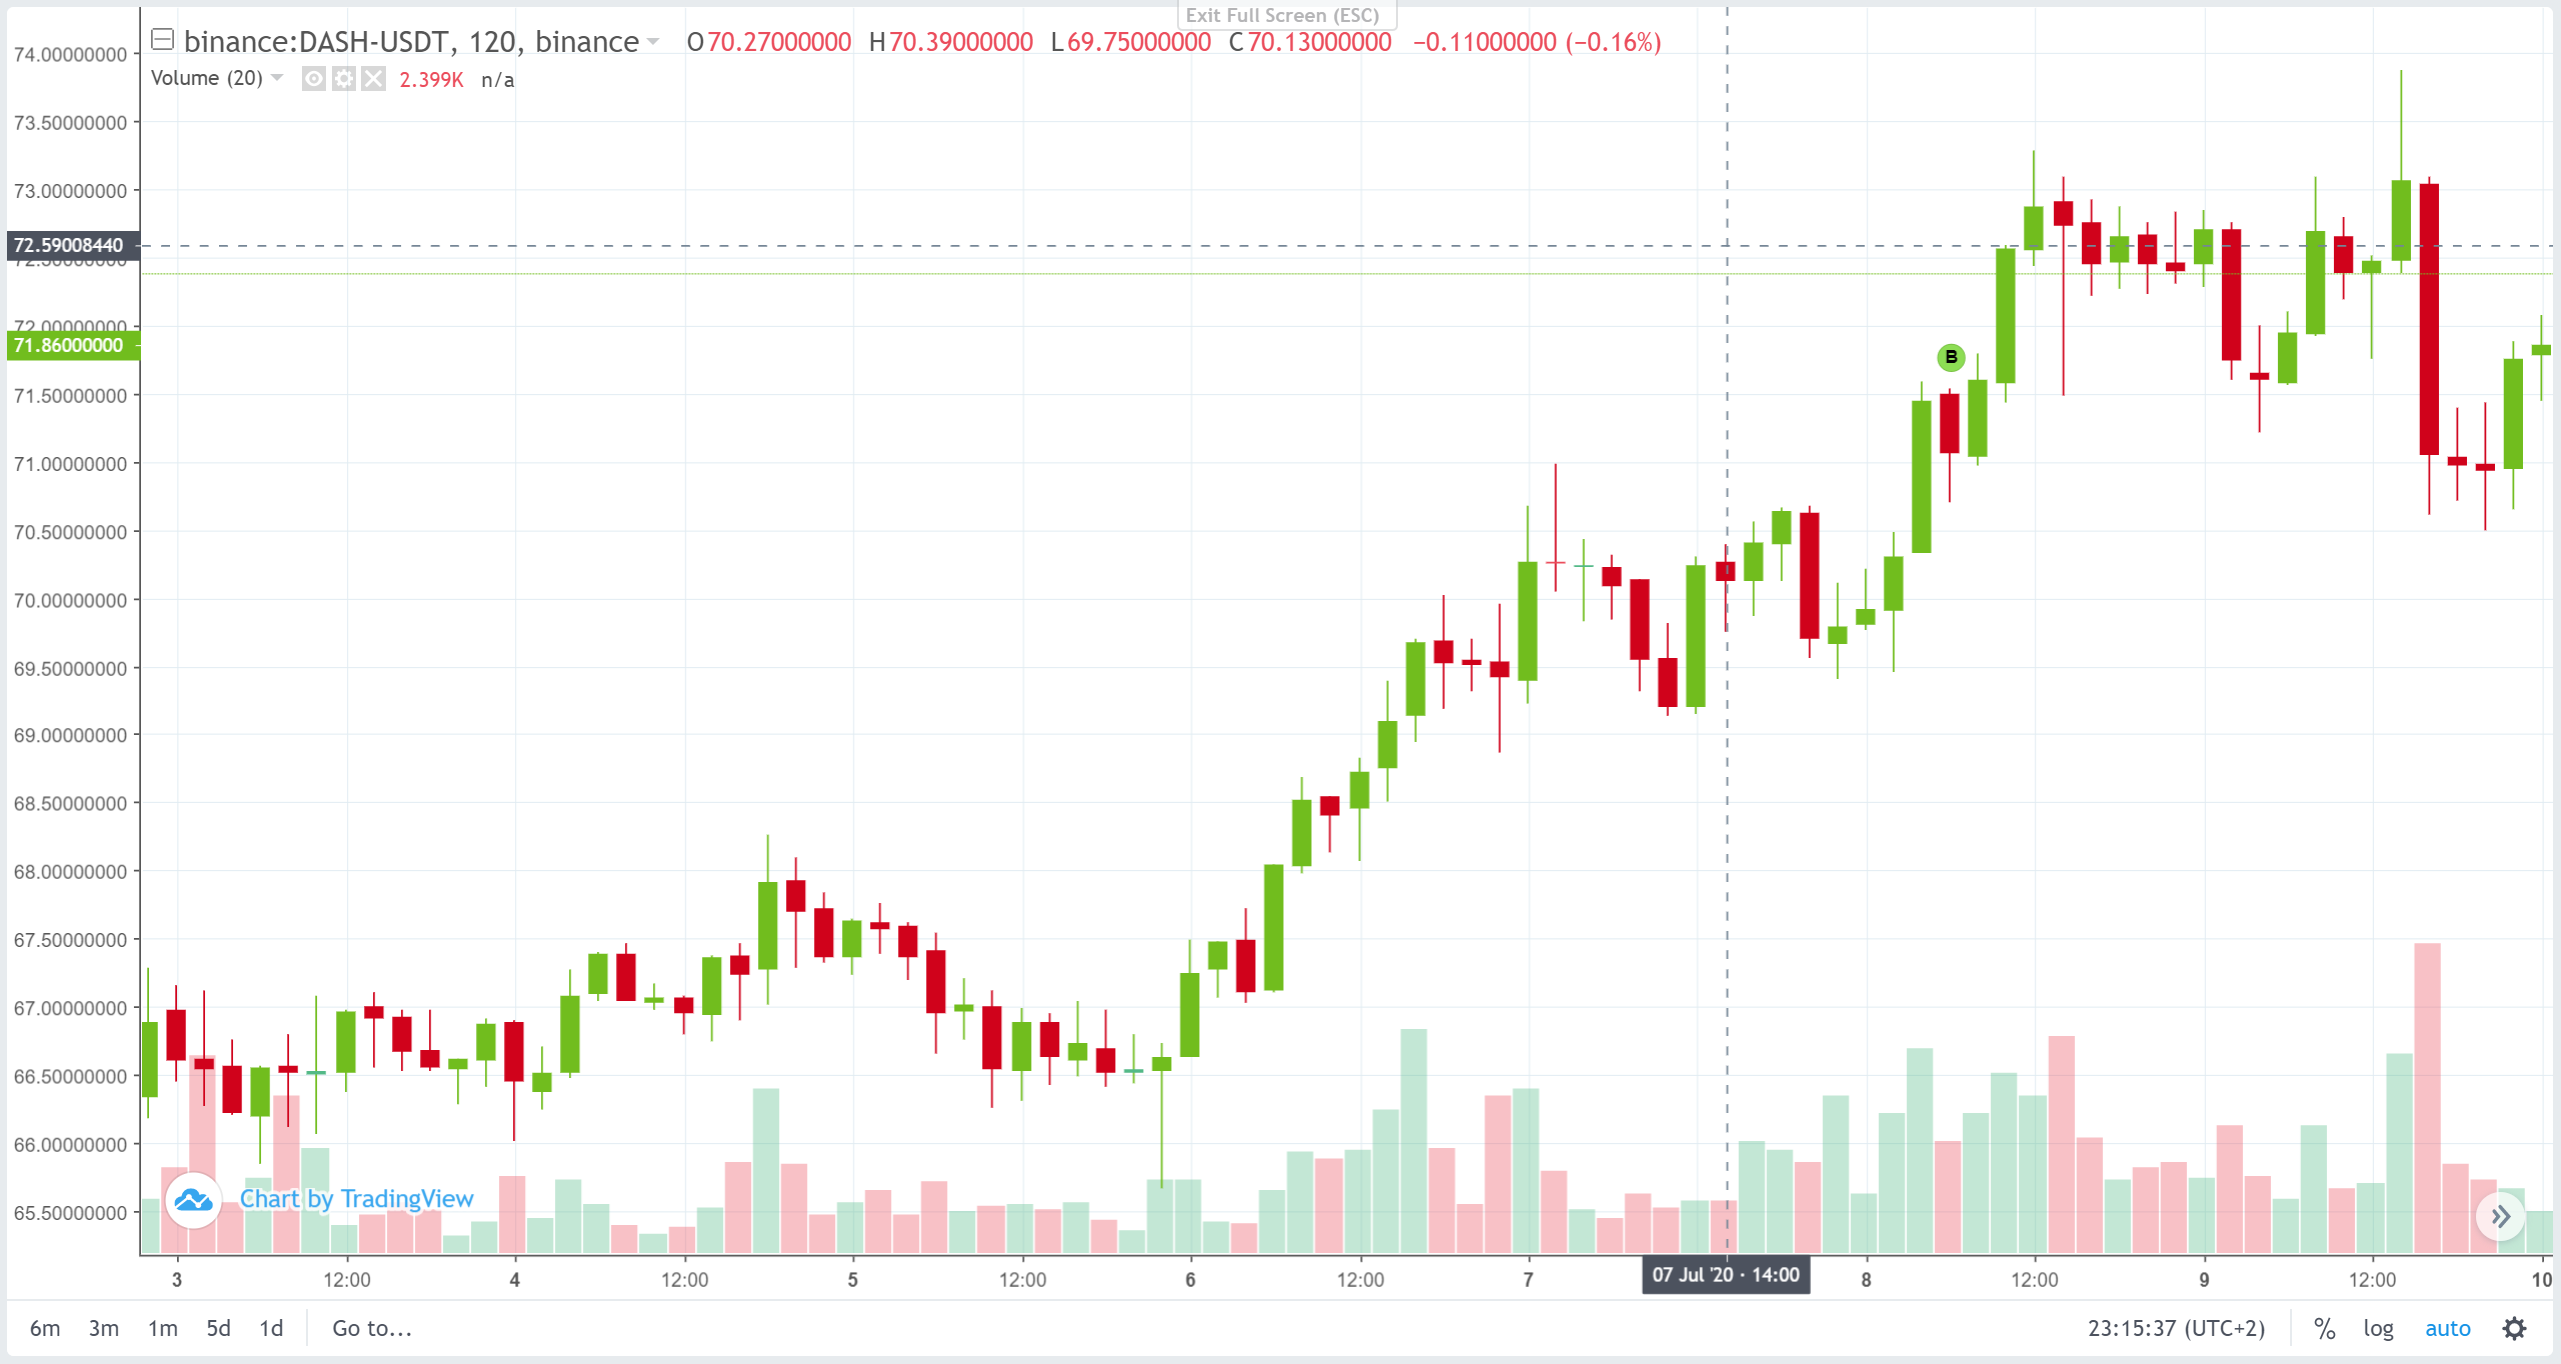 Exit Full Screen (ESC)
binance:DASH-USDT, 120, binance O70.27000000 H70.39000000 L69.75000000 C70.13000000 −0.11000000 (−0.16%)
Volume (20) 2.399K n/a
74.00000000
73.50000000
73.00000000
72.59008440
72.50000000
72.00000000
71.86000000
71.50000000
B
71.00000000
70.50000000
70.00000000
69.50000000
69.00000000
68.50000000
68.00000000
67.50000000
67.00000000
66.50000000
66.00000000
65.50000000
Chart by TradingView
3 12:00 4 12:00 5 12:00 6 12:00 7 07 Jul '20 · 14:00 8 12:00 9 12:00 10
6m 3m 1m 5d 1d Go to... 23:15:37 (UTC+2) % log auto